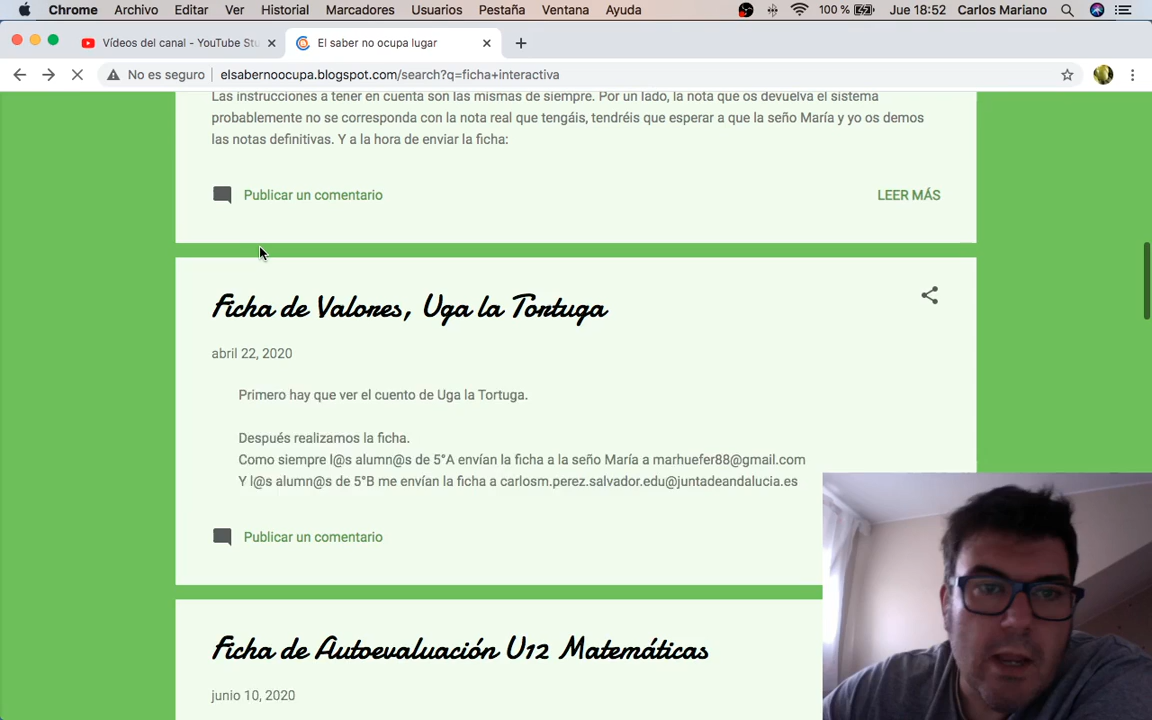 Chrome Archivo Editar Ver Historial Marcadores Usuarios Pestaña Ventana Ayuda 100 % Jue 18:52 Carlos Mariano
Vídeos del canal - YouTube Stu El saber no ocupa lugar
No es seguro elsabernoocupa.blogspot.com/search?q=ficha+interactiva
Las instrucciones a tener en cuenta son las mismas de siempre. Por un lado, la nota que os devuelva el sistema
probablemente no se corresponda con la nota real que tengáis, tendréis que esperar a que la seño María y yo os demos
las notas definitivas. Y a la hora de enviar la ficha:
Publicar un comentario LEER MÁS
Ficha de Valores, Uga la Tortuga
abril 22, 2020
Primero hay que ver el cuento de Uga la Tortuga.
Después realizamos la ficha.
Como siempre l@s alumn@s de 5°A envían la ficha a la seño María a marhuefer88@gmail.com
Y l@s alumn@s de 5°B me envían la ficha a carlosm.perez.salvador.edu@juntadeandalucia.es
Publicar un comentario
Ficha de Autoevaluación U12 Matemáticas
junio 10, 2020